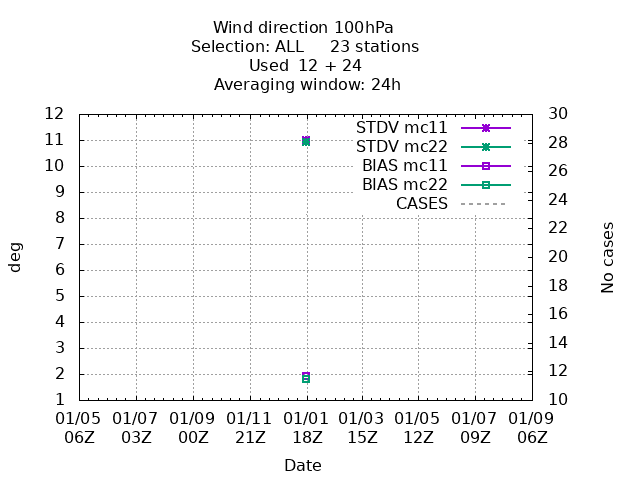 Wind direction 100hPa
Selection: ALL     23 stations
Used  12 + 24
Averaging window: 24h
12
11
10
9
8
7
6
5
4
3
2
1
deg
STDV mc11
STDV mc22
BIAS mc11
BIAS mc22
CASES
30
28
26
24
22
20
18
16
14
12
10
No cases
01/05 01/07 01/09 01/11 01/01 01/03 01/05 01/07 01/09
06Z 03Z 00Z 21Z 18Z 15Z 12Z 09Z 06Z
Date